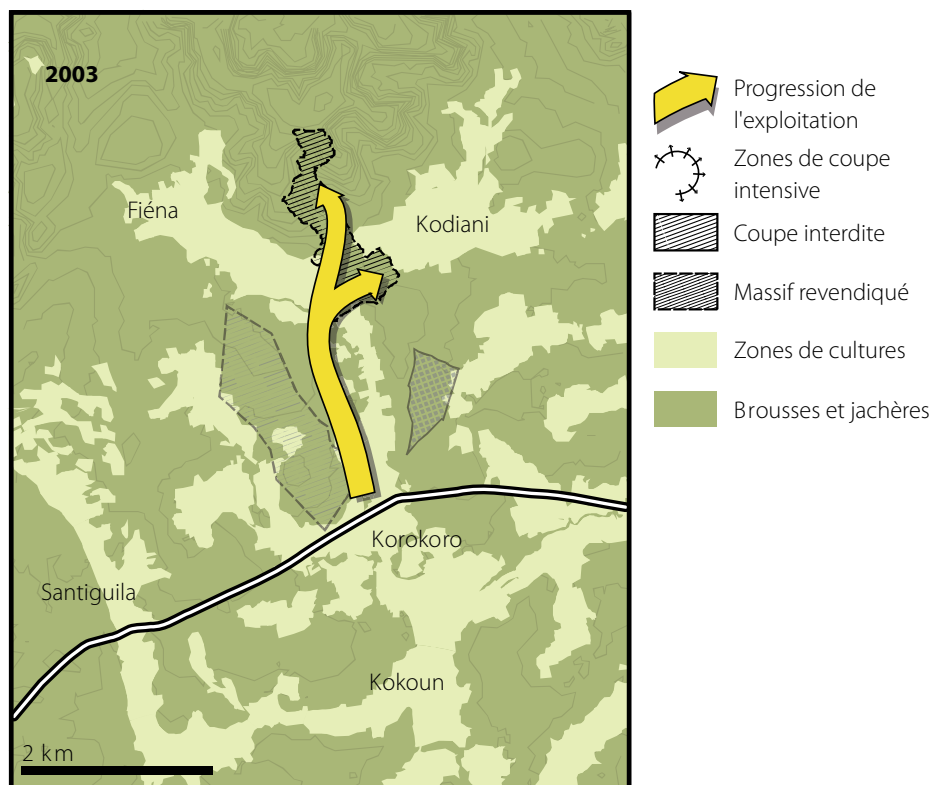 2003
Fiéna
Kodiani
Korokoro
Santiguila
Kokoun
2 km
Progression de
l'exploitation
Zones de coupe
intensive
Coupe interdite
Massif revendiqué
Zones de cultures
Brousses et jachères